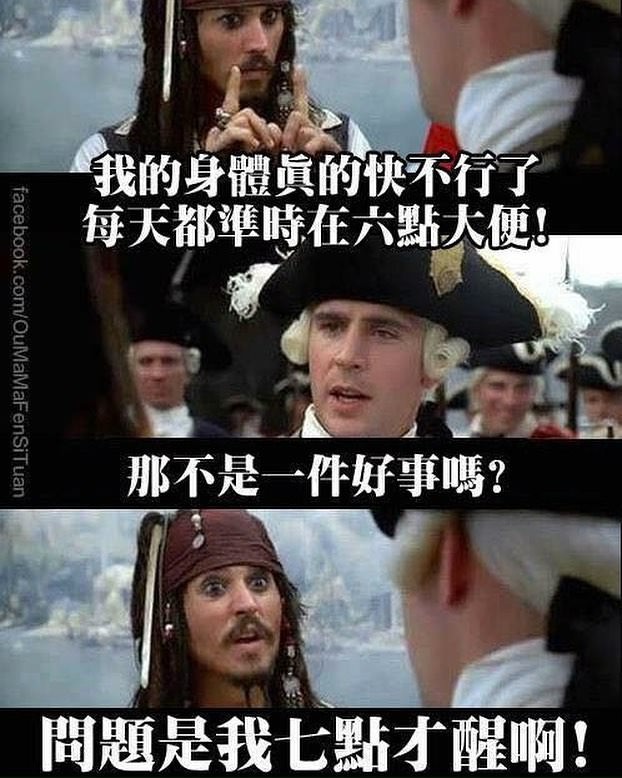 我的身體真的快不行了
每天都準時在六點大便!
facebook.com/OuMaMaFenSiTuan
那不是一件好事嗎?
問題是我七點才醒啊!